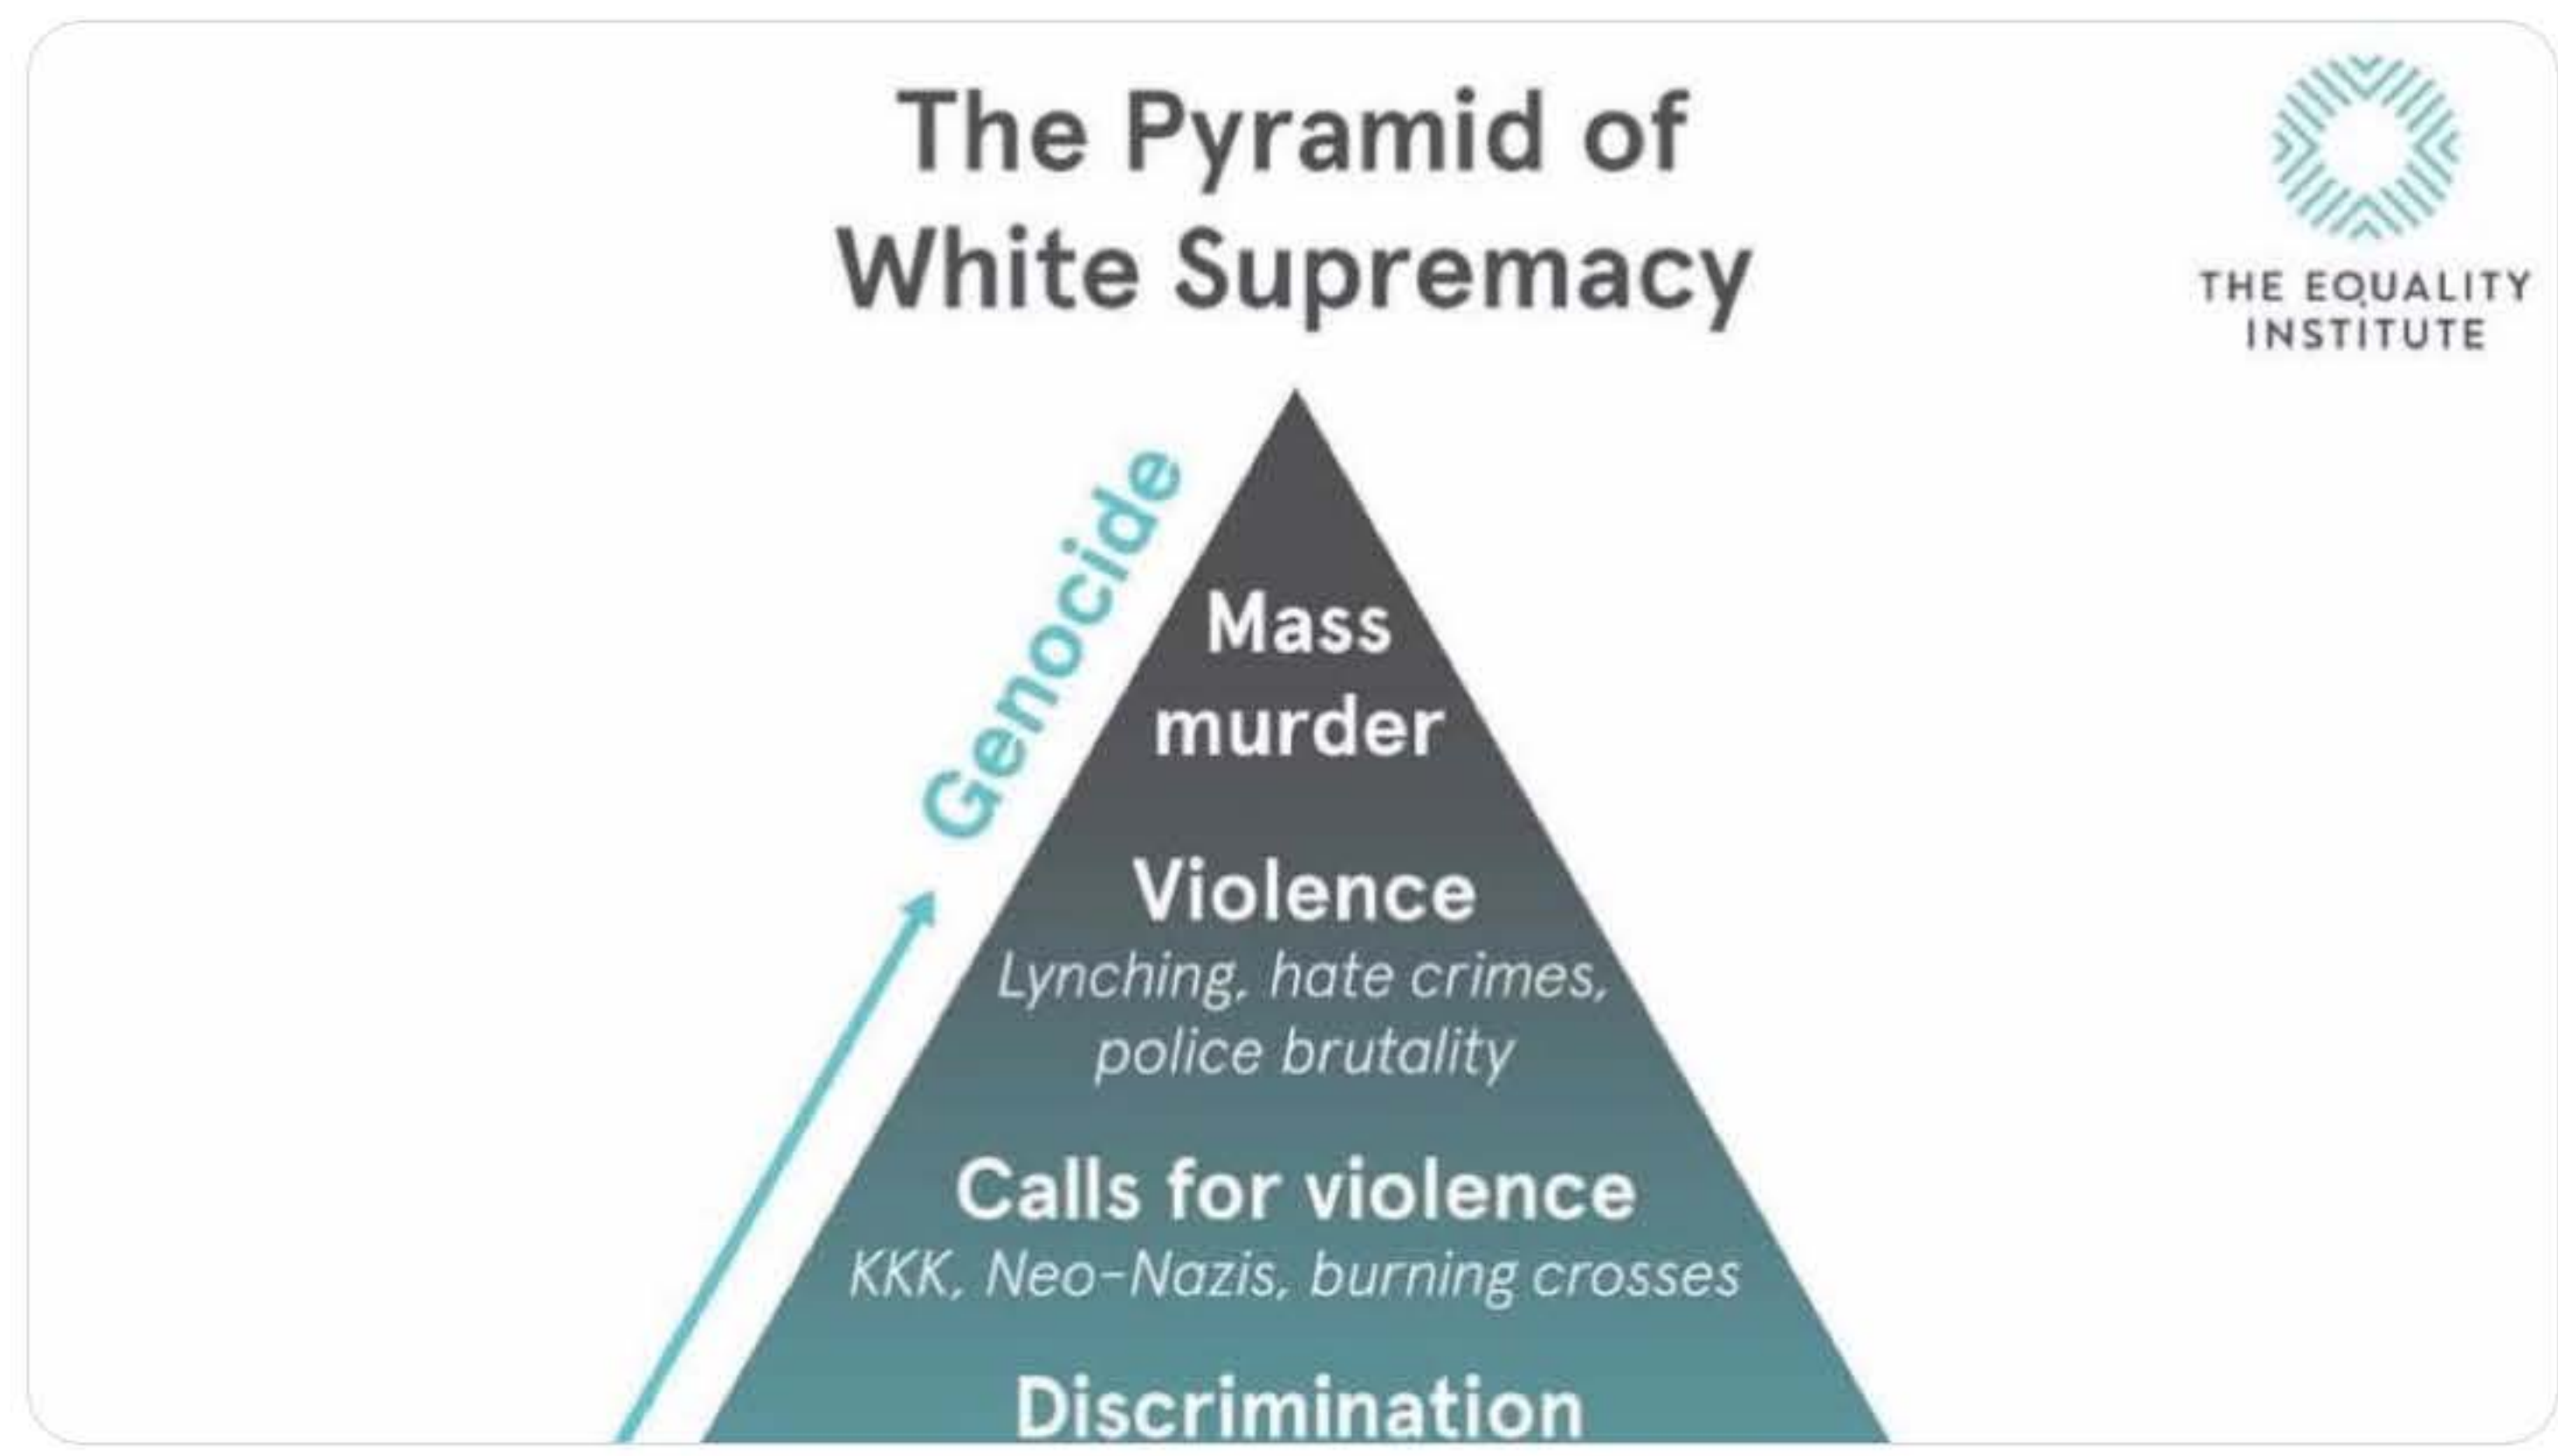 The Pyramid of
White Supremacy
THE EQUALITY
INSTITUTE
Genocide
Mass
murder
Violence
Lynching, hate crimes,
police brutality
Calls for violence
KKK, Neo-Nazis, burning crosses
Discrimination